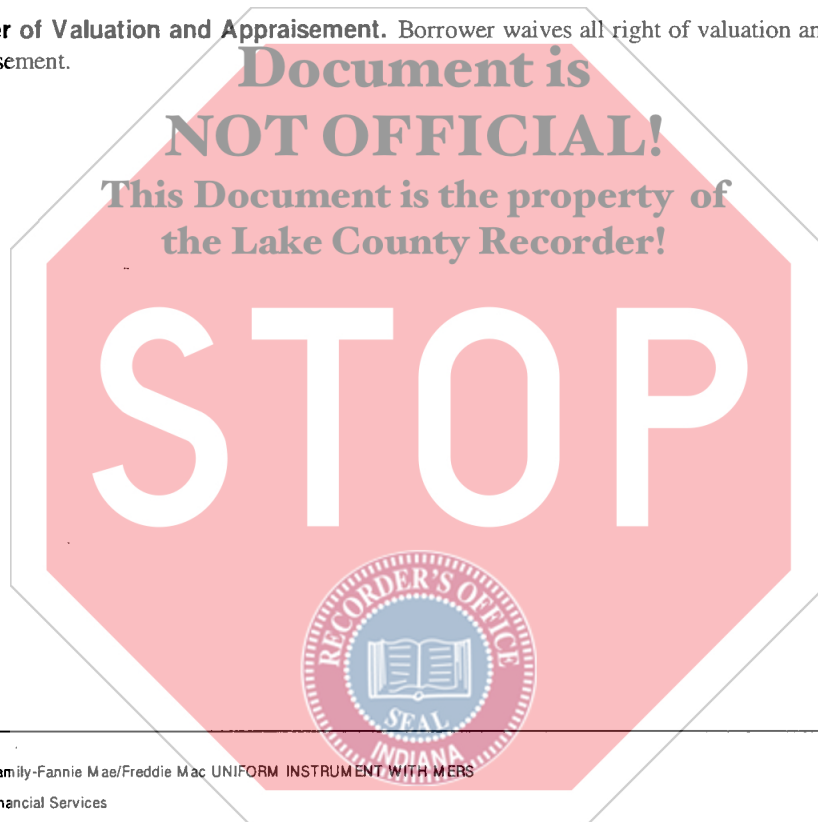 er of Valuation and Appraisement. Borrower waives all right of valuation an
sement.
Document is
NOT OFFICIAL!
This Document is the property of
the Lake County Recorder!
STOP
RECORDER'S OFFICE
SEAL
INDIANA
amily-Fannie Mae/Freddie Mac UNIFORM INSTRUMENT WITH MERS
nancial Services